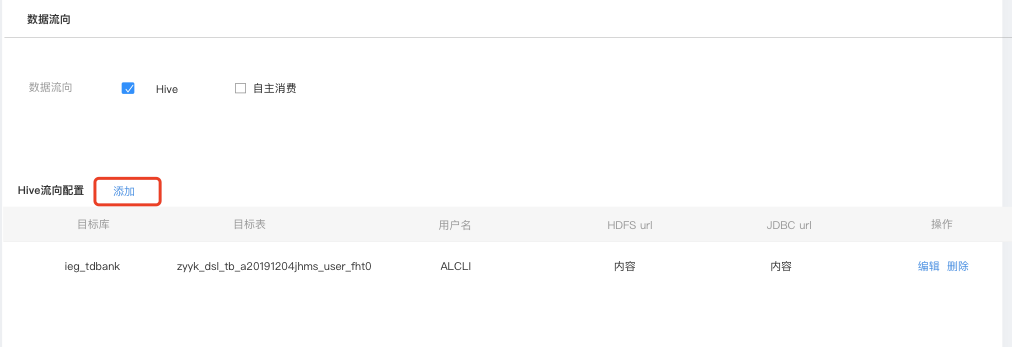 数据流向
数据流向 Hive 自主消费
Hive流向配置 添加
目标库 目标表 用户名 HDFS url JDBC url 操作
ieg_tdbank zyyk_dsl_tb_a20191204jhms_user_fht0 ALCLI 内容 内容 编辑 删除